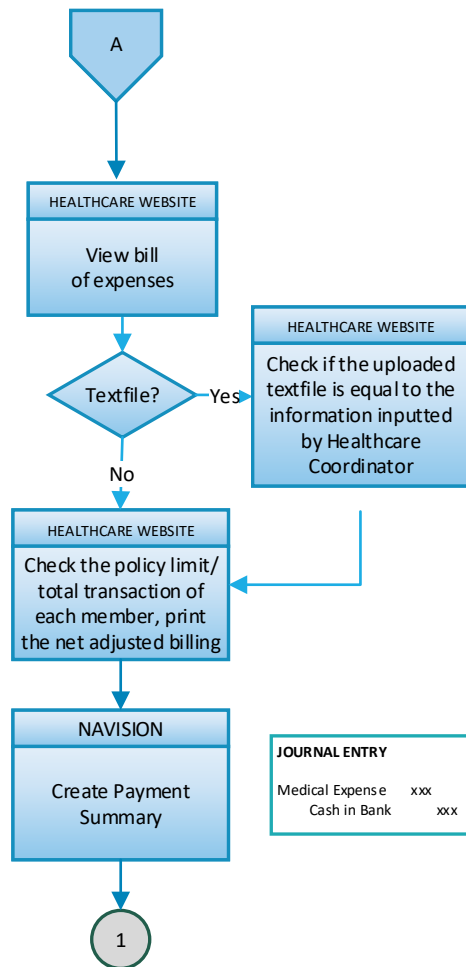 A
HEALTHCARE WEBSITE
View bill
of expenses
Textfile?
Yes
HEALTHCARE WEBSITE
Check if the uploaded
textfile is equal to the
information inputted
by Healthcare
Coordinator
No
HEALTHCARE WEBSITE
Check the policy limit/
total transaction of
each member, print
the net adjusted billing
NAVISION
Create Payment
Summary
JOURNAL ENTRY
Medical Expense xxx
Cash in Bank xxx
1